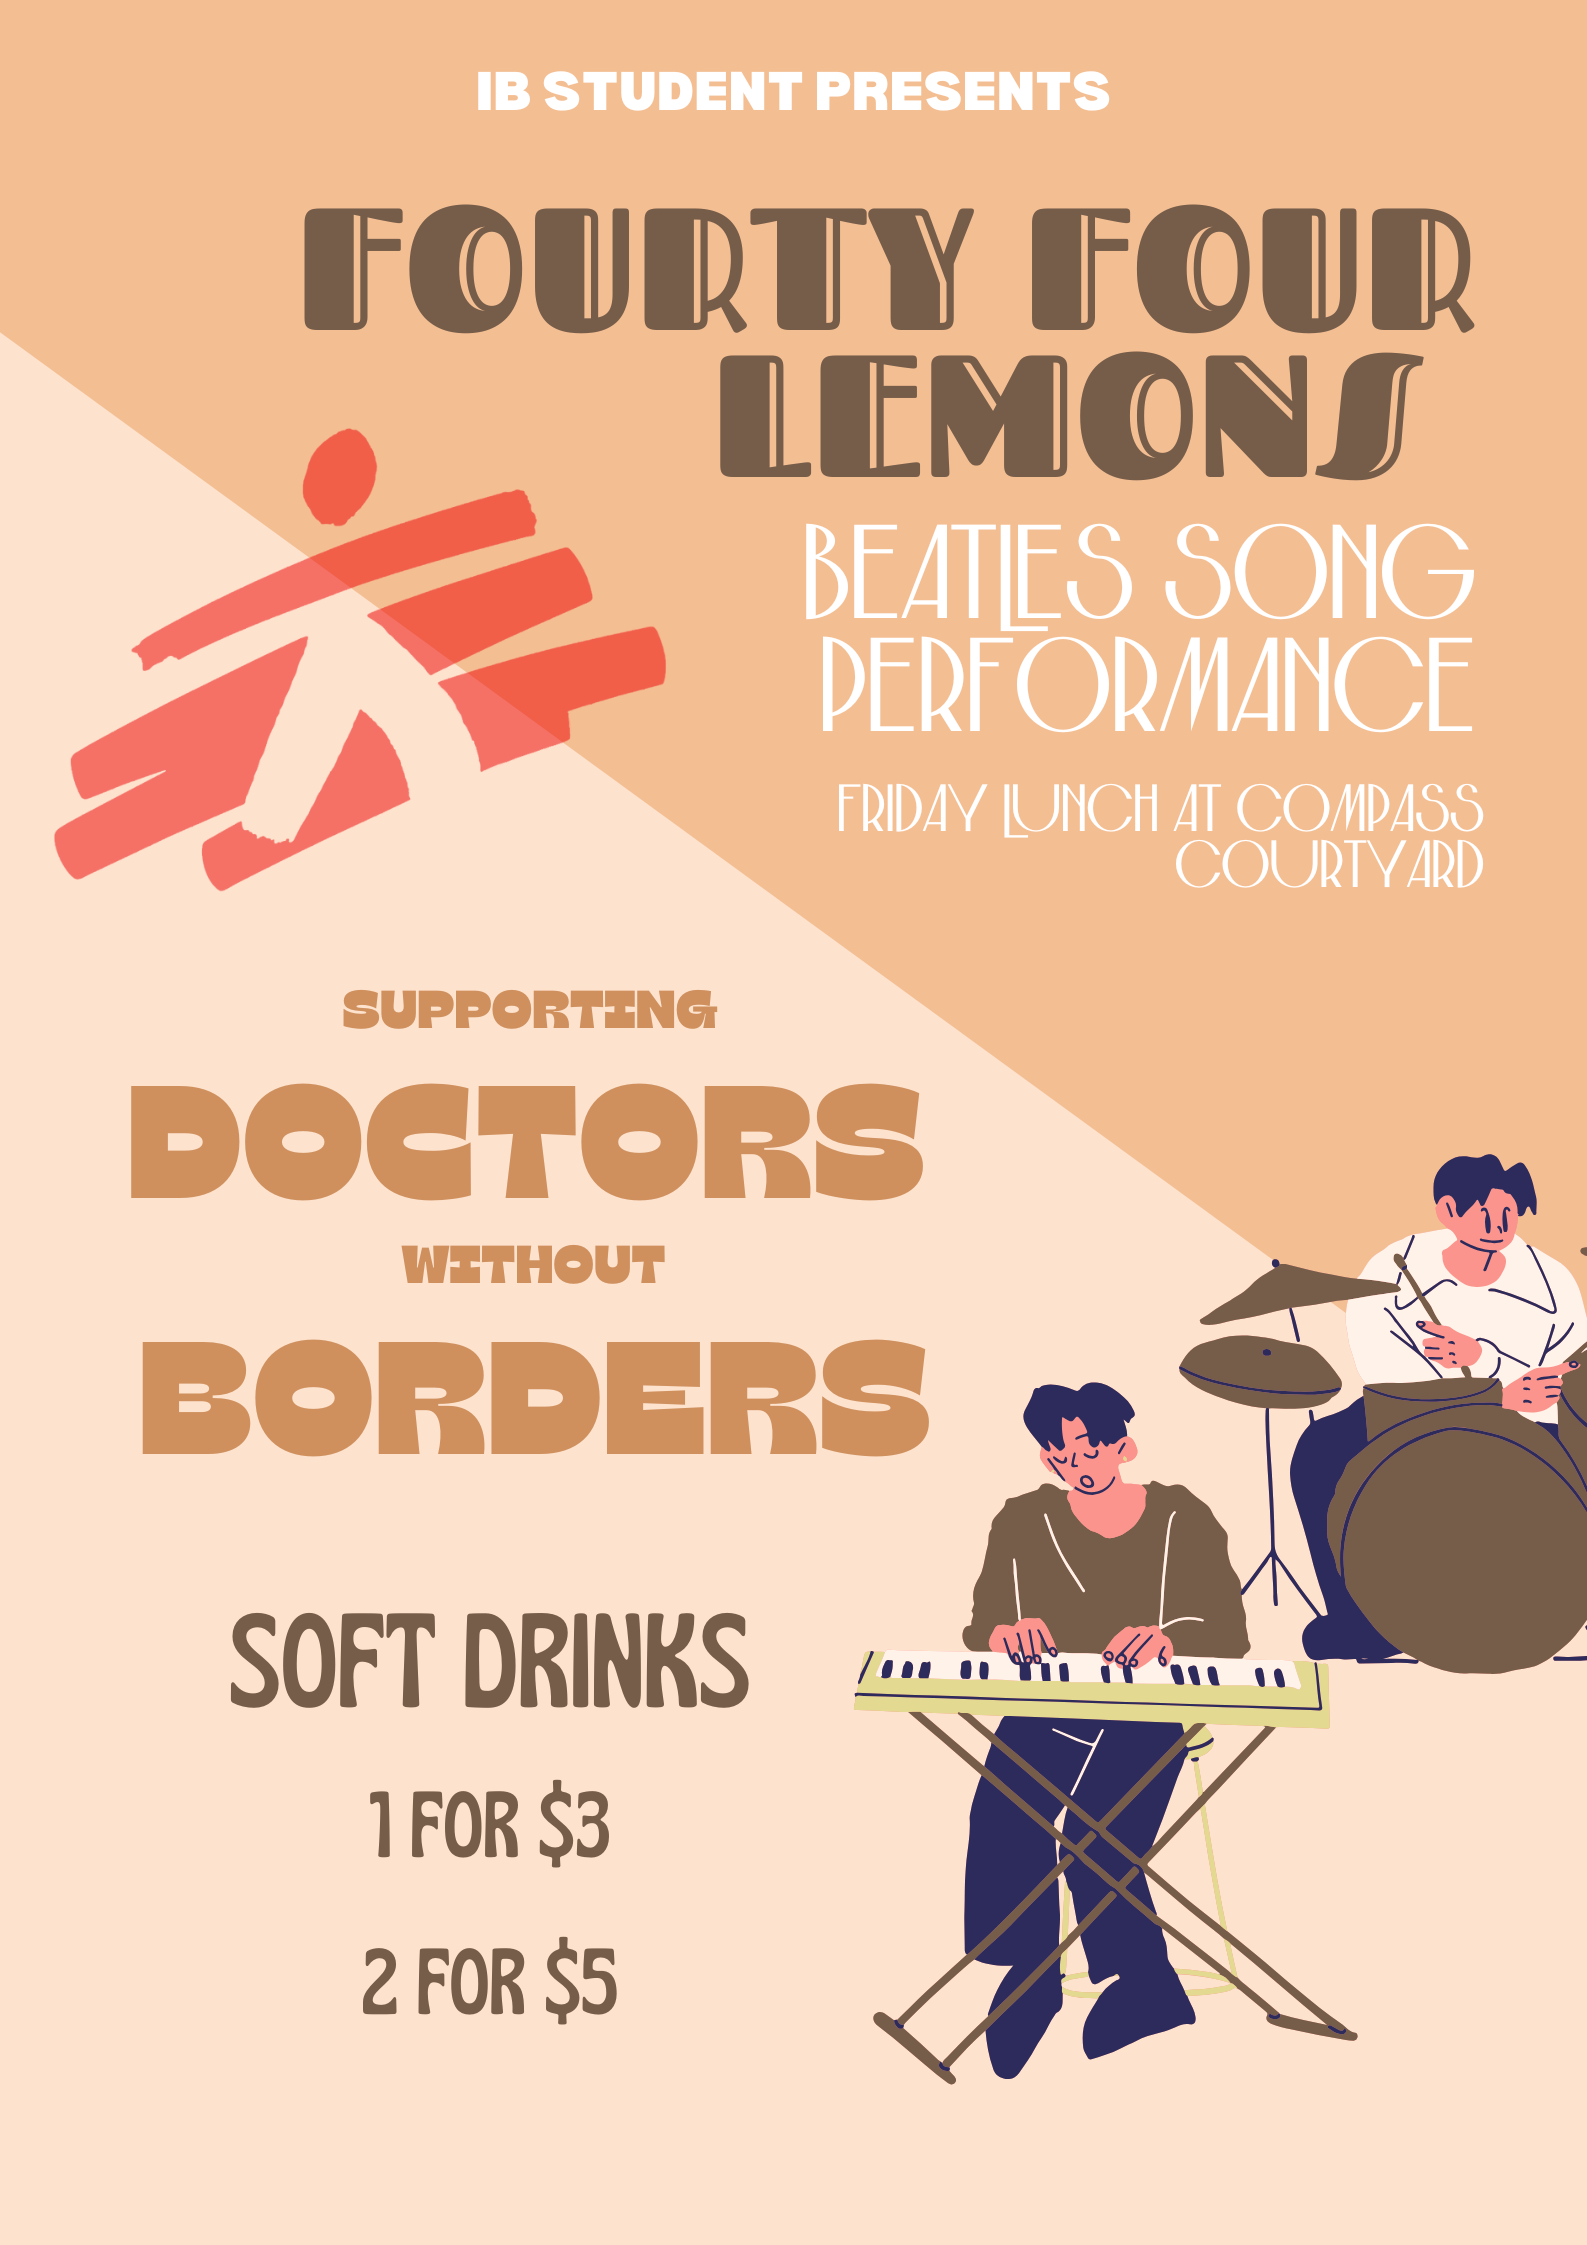 IB STUDENT PRESENTS
FOURTY FOUR
LEMONS
BEATLES SONG
PERFORMANCE
FRIDAY LUNCH AT COMPASS
COURTYARD
SUPPORTING
DOCTORS
WITHOUT
BORDERS
SOFT DRINKS
1 FOR $3
2 FOR $5